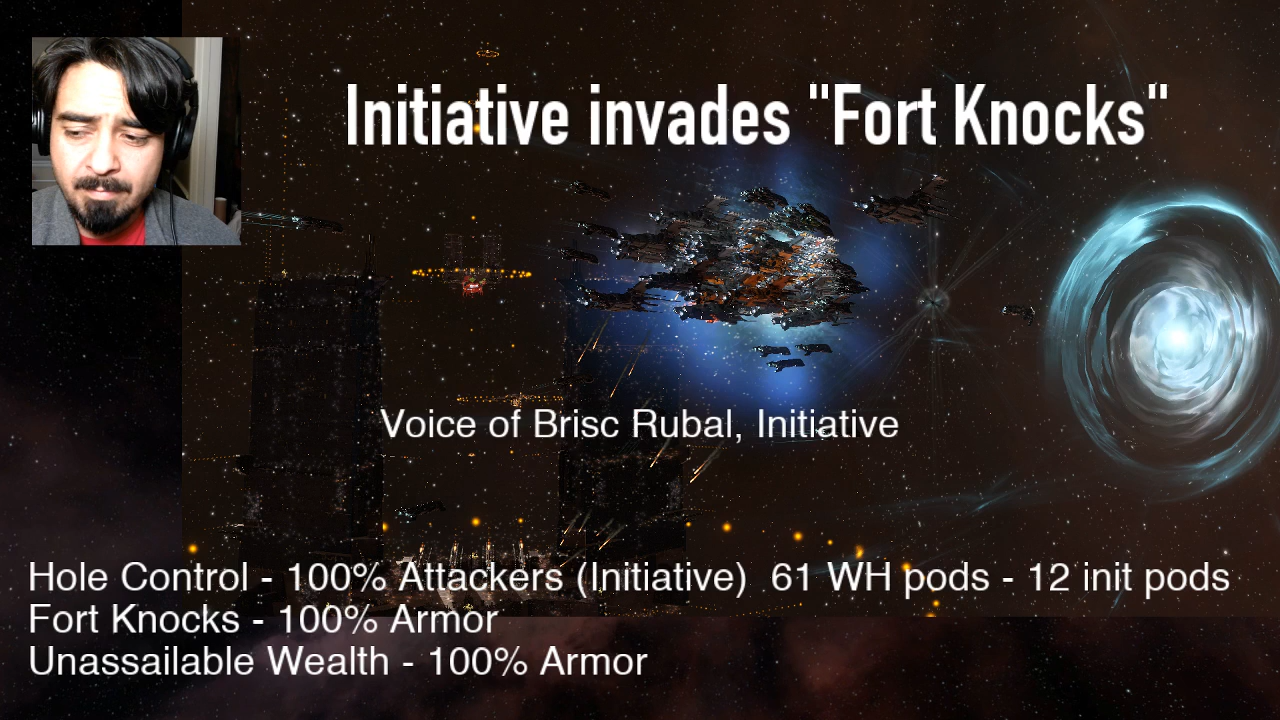 Initiative invades "Fort Knocks"
Voice of Brisc Rubal, Initiative
Hole Control - 100% Attackers (Initiative)  61 WH pods - 12 init pods
Fort Knocks - 100% Armor
Unassailable Wealth - 100% Armor